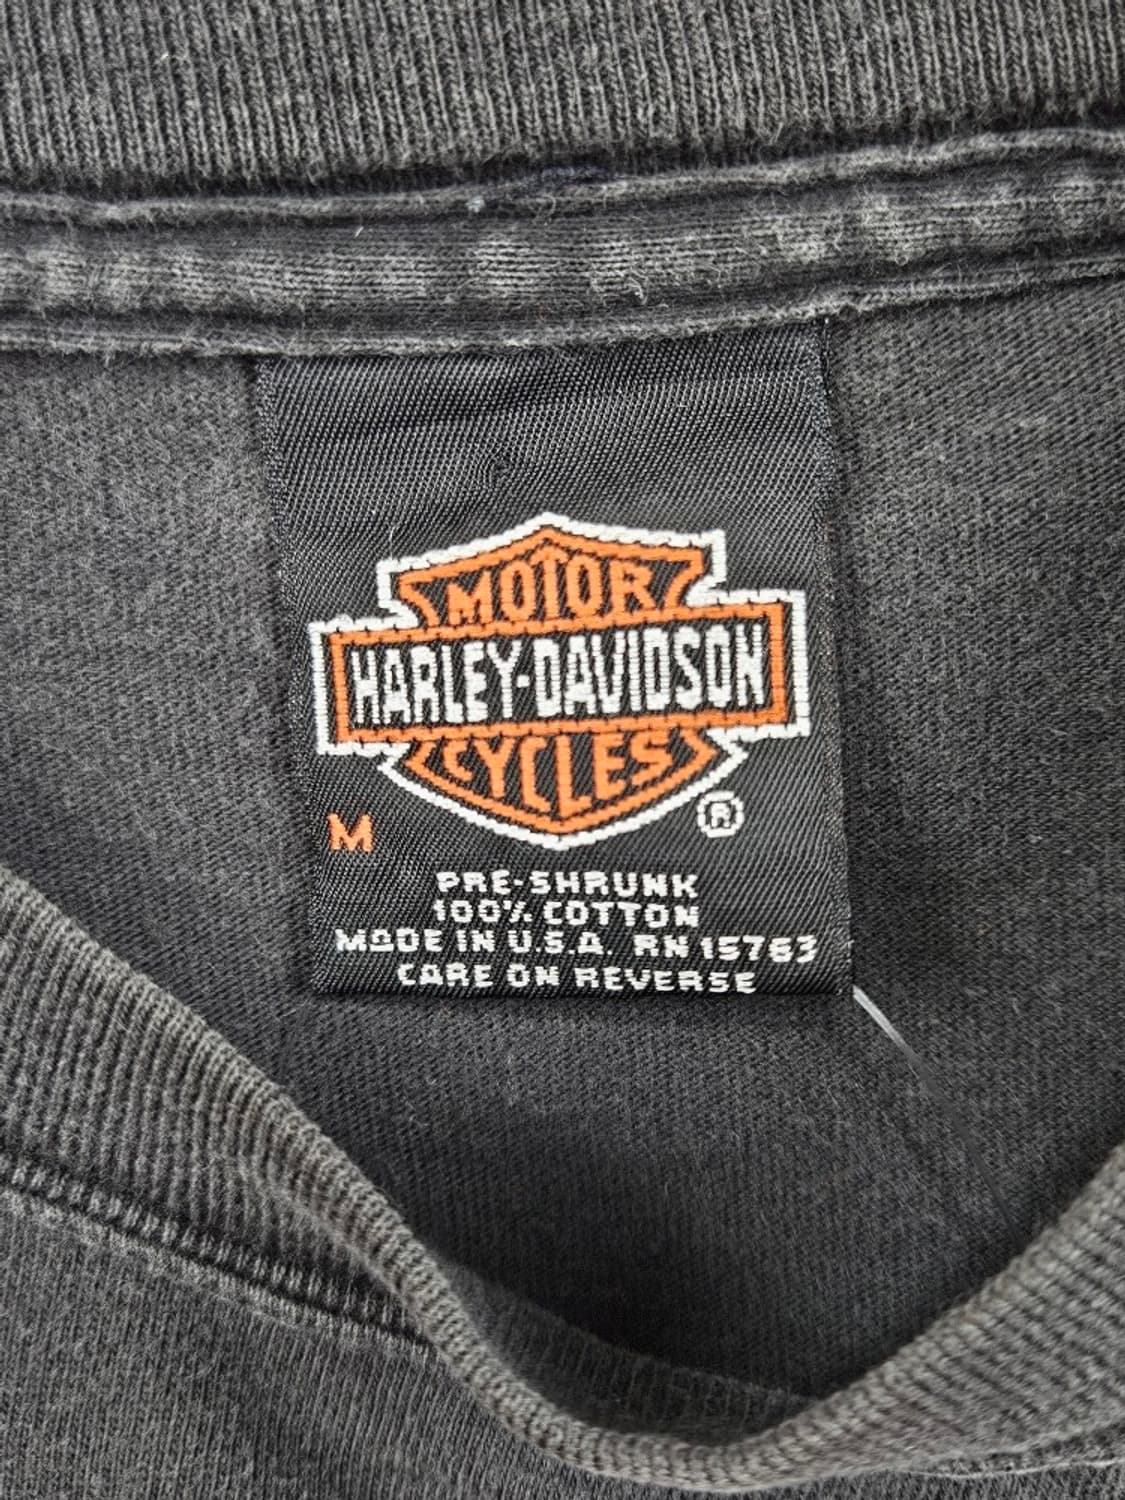 MOTOR
HARLEY-DAVIDSON
CYCLES
®
M
PRE-SHRUNK
100% COTTON
MADE IN U.S.A. RN 15763
CARE ON REVERSE